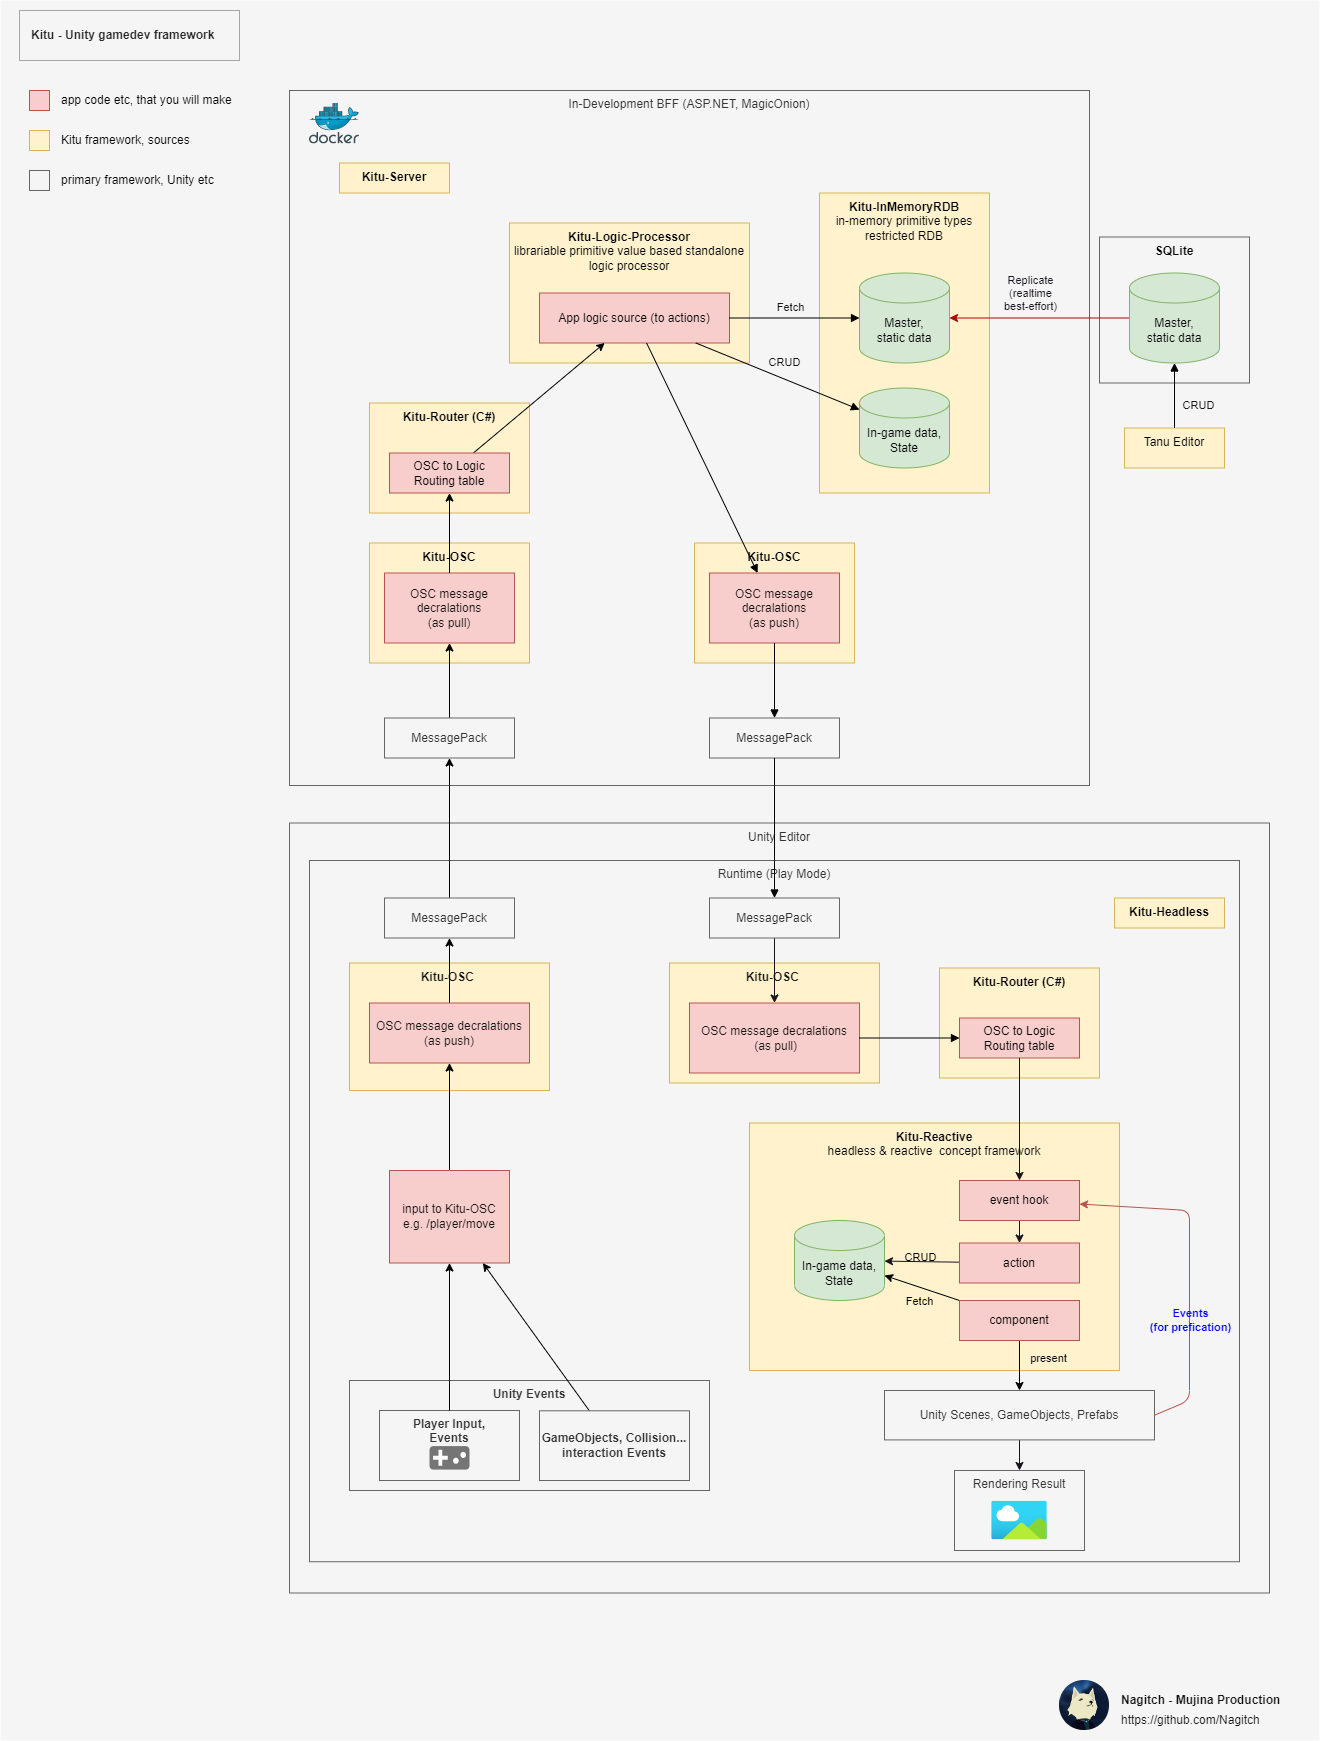 Kitu - Unity gamedev framework
app code etc, that you will make
Kitu framework, sources
primary framework, Unity etc
In-Development BFF (ASP.NET, MagicOnion)
docker
Kitu-Server
Kitu-Logic-Processor
librariable primitive value based standalone
logic processor
App logic source (to actions)
Kitu-InMemoryRDB
in-memory primitive types
restricted RDB
Fetch
Master,
static data
CRUD
In-game data,
State
Replicate
(realtime
best-effort)
SQLite
Master,
static data
CRUD
Tanu Editor
Kitu-Router (C#)
OSC to Logic
Routing table
Kitu-OSC
OSC message
decralations
(as pull)
Kitu-OSC
OSC message
decralations
(as push)
MessagePack
MessagePack
Unity Editor
Runtime (Play Mode)
MessagePack
MessagePack
Kitu-Headless
Kitu-OSC
OSC message decralations
(as push)
Kitu-OSC
OSC message decralations
(as pull)
Kitu-Router (C#)
OSC to Logic
Routing table
input to Kitu-OSC
e.g. /player/move
Kitu-Reactive
headless & reactive  concept framework
event hook
action
component
CRUD
Fetch
In-game data,
State
present
Events
(for prefication)
Unity Events
Player Input,
Events
GameObjects, Collision...
interaction Events
Unity Scenes, GameObjects, Prefabs
Rendering Result
Nagitch - Mujina Production
https://github.com/Nagitch